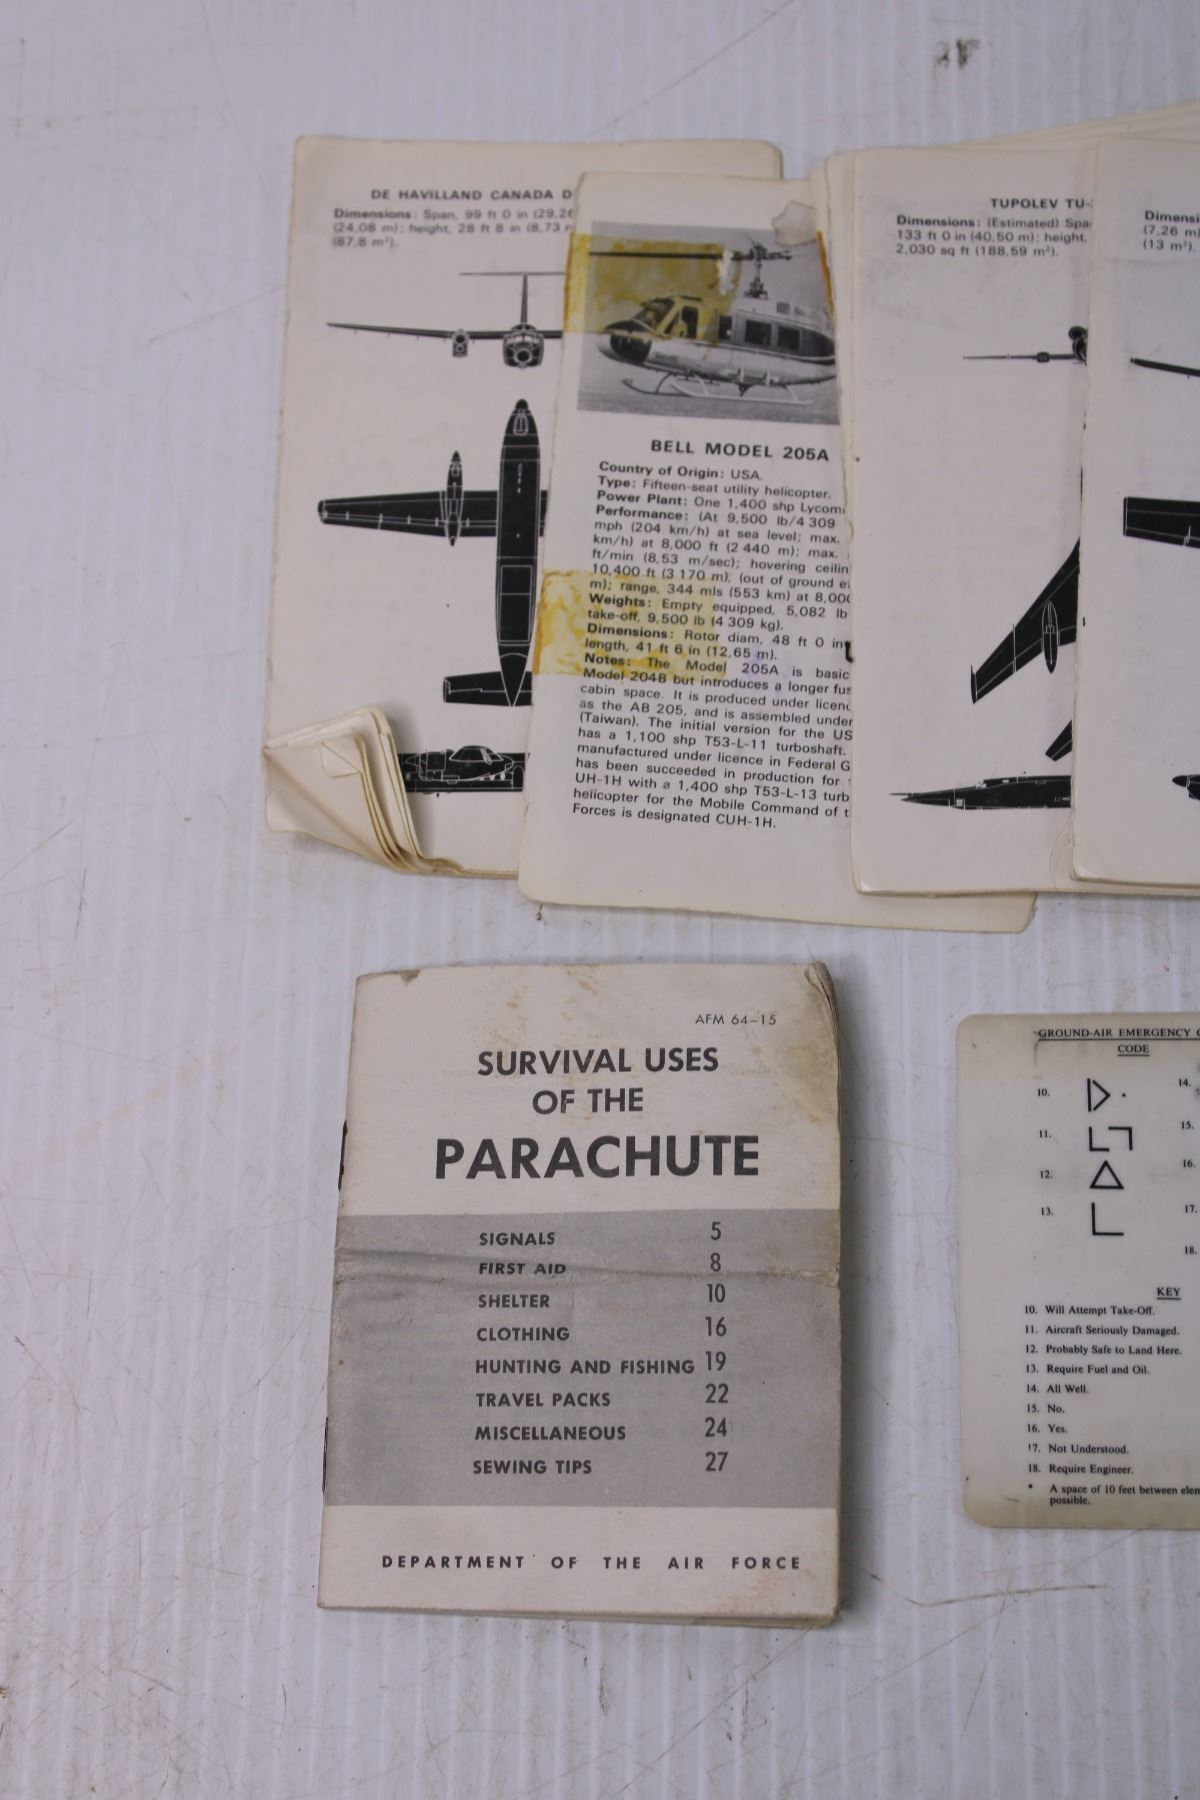 DE HAVILLAND CANADA
Dimensions: Span, 99 ft 0 in (29,26
(24,08 m); height, 28 ft 8 in (8,73
(87,8 m²).
BELL MODEL 205A
Country of Origin: USA.
Type: Fifteen-seat utility helicopter.
Power Plant: One 1,400 shp
Performance: (At 9,500 lb/4 309
mph (204 km/h) at sea level; max.
km/h) at 8,000 ft (2 440 m); max.
ft/min (8,53 m/sec); hovering
10,400 ft (3 170 m), (out of ground
m); range, 344 mls (553 km) at
Weights: Empty equipped, 5,082 lb
take-off, 9,500 lb (4 309 kg).
Dimensions: Rotor diam, 48 ft 0 in
length, 41 ft 6 in (12,65 m).
Notes: The Model 205A is
Model 204B but introduces a longer
cabin space. It is produced under
as the AB 205, and is assembled under
(Taiwan). The initial version for the US
has a 1,100 shp T53-L-11 turboshaft.
manufactured under licence in Federal
has been succeeded in production for
UH-1H with a 1,400 shp T53-L-13
helicopter for the Mobile Command of
Forces is designated CUH-1H.
TUPOLEV TU-
Dimensions: (Estimated)
133 ft 0 in (40,50 m); height,
2,030 sq ft (188,59 m²).
(7,26 m)
(13 m²).
AFM 64-15
SURVIVAL USES
OF THE
PARACHUTE
SIGNALS 5
FIRST AID 8
SHELTER 10
CLOTHING 16
HUNTING AND FISHING 19
TRAVEL PACKS 22
MISCELLANEOUS 24
SEWING TIPS 27
DEPARTMENT OF THE AIR FORCE
GROUND-AIR EMERGENCY
CODE
10. 14.
11. 15.
12. 16.
13. 17.
18.
KEY
10. Will Attempt Take-Off.
11. Aircraft Seriously Damaged.
12. Probably Safe to Land Here.
13. Require Fuel and Oil.
14. All Well.
15. No.
16. Yes.
17. Not Understood.
18. Require Engineer.
* A space of 10 feet between
possible.